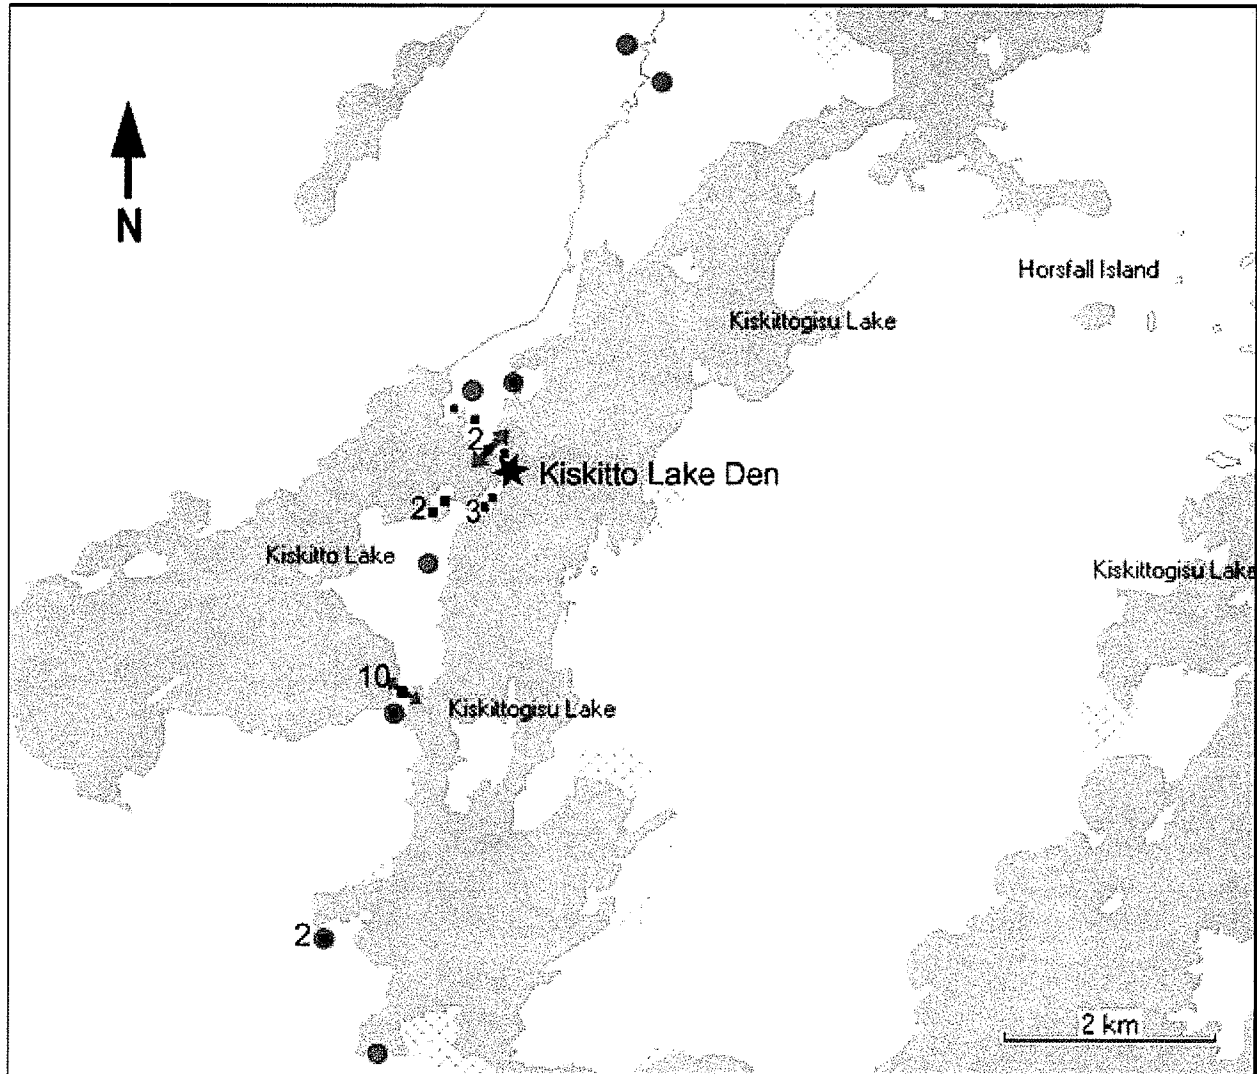 N
Horsfall Island
Kiskittogisu Lake
2
Kiskitto Lake Den
2
3
Kiskitto Lake
Kiskittogisu Lake
10
Kiskittogisu Lake
2
2 km